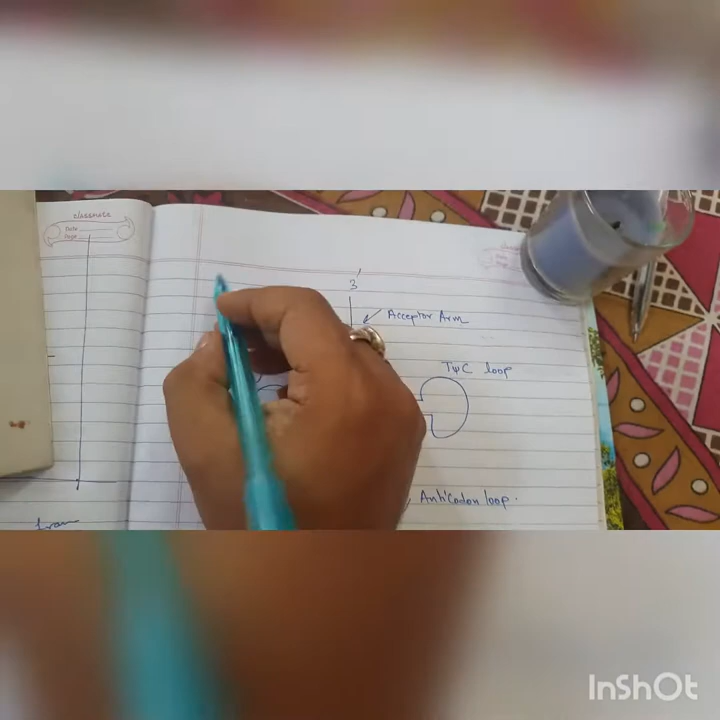 classmate
Date
Page
3'
Acceptor Arm
TψC loop
Anticodon loop.
InShOt